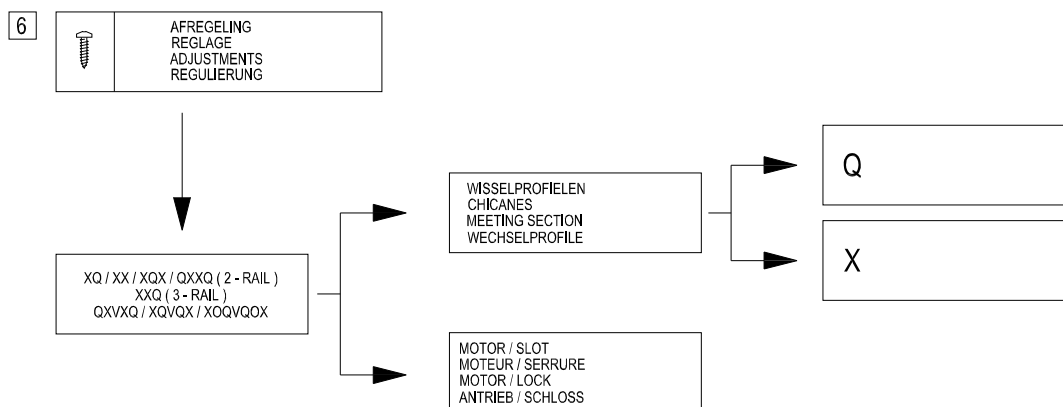 6
AFREGELING
REGLAGE
ADJUSTMENTS
REGULIERUNG
XQ / XX / XQX / QXXQ ( 2 - RAIL )
XXQ ( 3 - RAIL )
QXVXQ / XQVQX / XOQVQOX
WISSELPROFIELEN
CHICANES
MEETING SECTION
WECHSELPROFILE
Q
X
MOTOR / SLOT
MOTEUR / SERRURE
MOTOR / LOCK
ANTRIEB / SCHLOSS